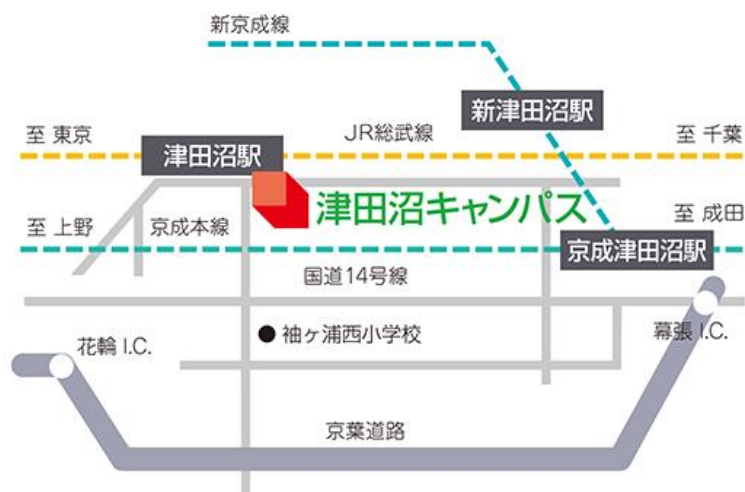 新京成線
新津田沼駅
至 東京
津田沼駅
JR総武線
至 千葉
津田沼キャンパス
至 上野
京成本線
至 成田
京成津田沼駅
国道14号線
袖ヶ浦西小学校
花輪 I.C.
幕張 I.C.
京葉道路